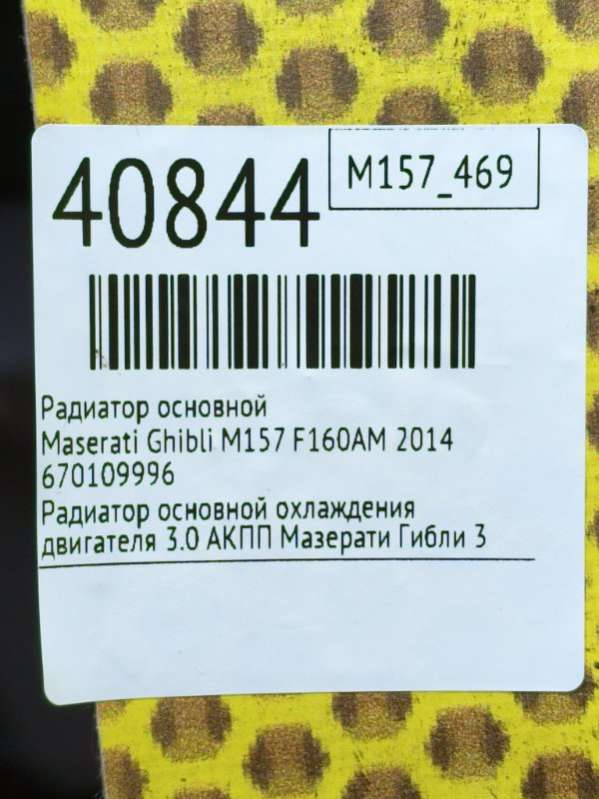 40844
M157_469
Радиатор основной
Maserati Ghibli M157 F160AM 2014
670109996
Радиатор основной охлаждения
двигателя 3.0 АКПП Мазерати Гибли 3